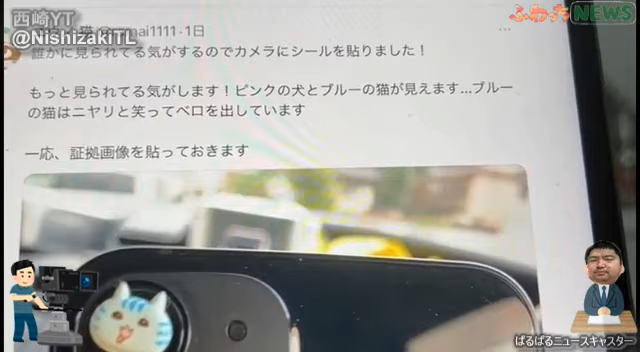 西崎YT
@NishizakiTL
ai1111・1日
ふわっちNEWS
誰かに見られてる気がするのでカメラにシールを貼りました！
もっと見られてる気がします！ピンクの犬とブルーの猫が見えます...ブルー
の猫はニヤリと笑ってベロを出しています
一応、証拠画像を貼っておきます
ぱるぱるニュースキャスター